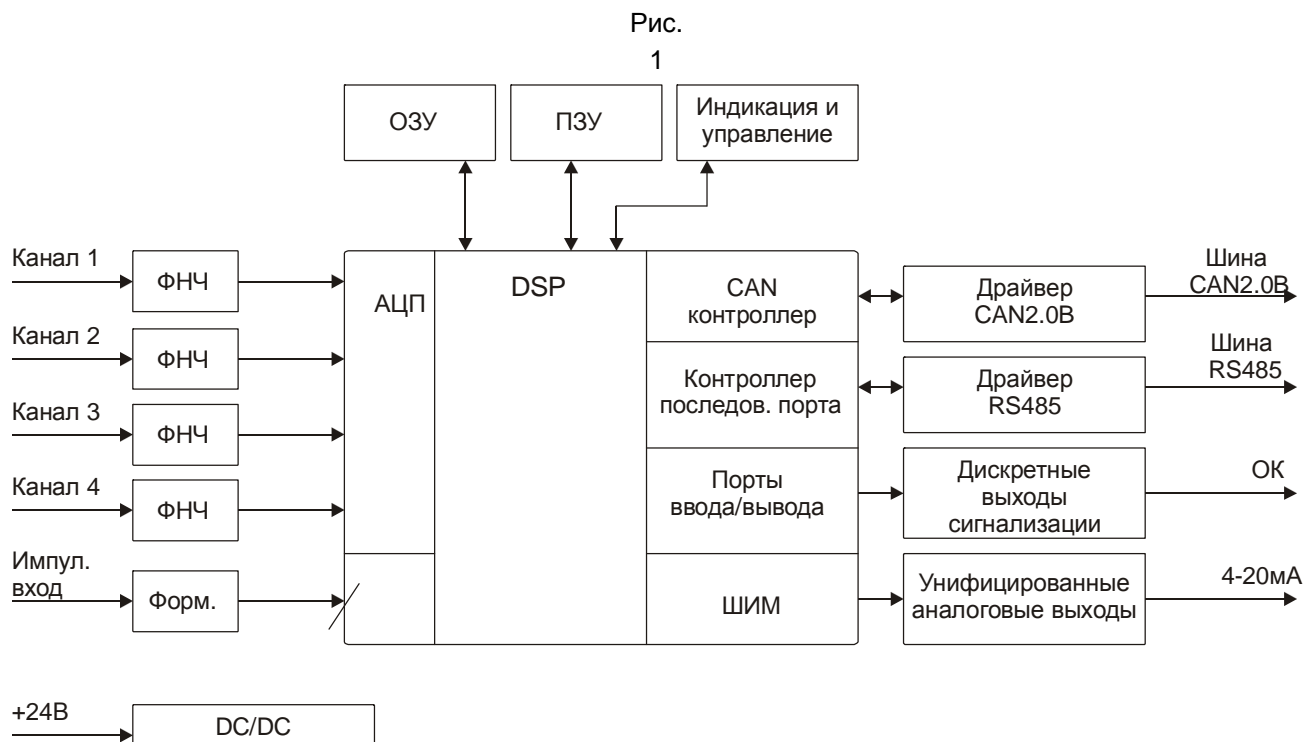 Рис.
1
ОЗУ
ПЗУ
Индикация и
управление
Канал 1
ФНЧ
Канал 2
ФНЧ
Канал 3
ФНЧ
Канал 4
ФНЧ
Импул.
вход
Форм.
АЦП
DSP
CAN
контроллер
Контроллер
последов. порта
Порты
ввода/вывода
ШИМ
Драйвер
CAN2.0B
Шина
CAN2.0B
Драйвер
RS485
Шина
RS485
Дискретные
выходы
сигнализации
ОК
Унифицированные
аналоговые выходы
4-20мА
+24В
DC/DC